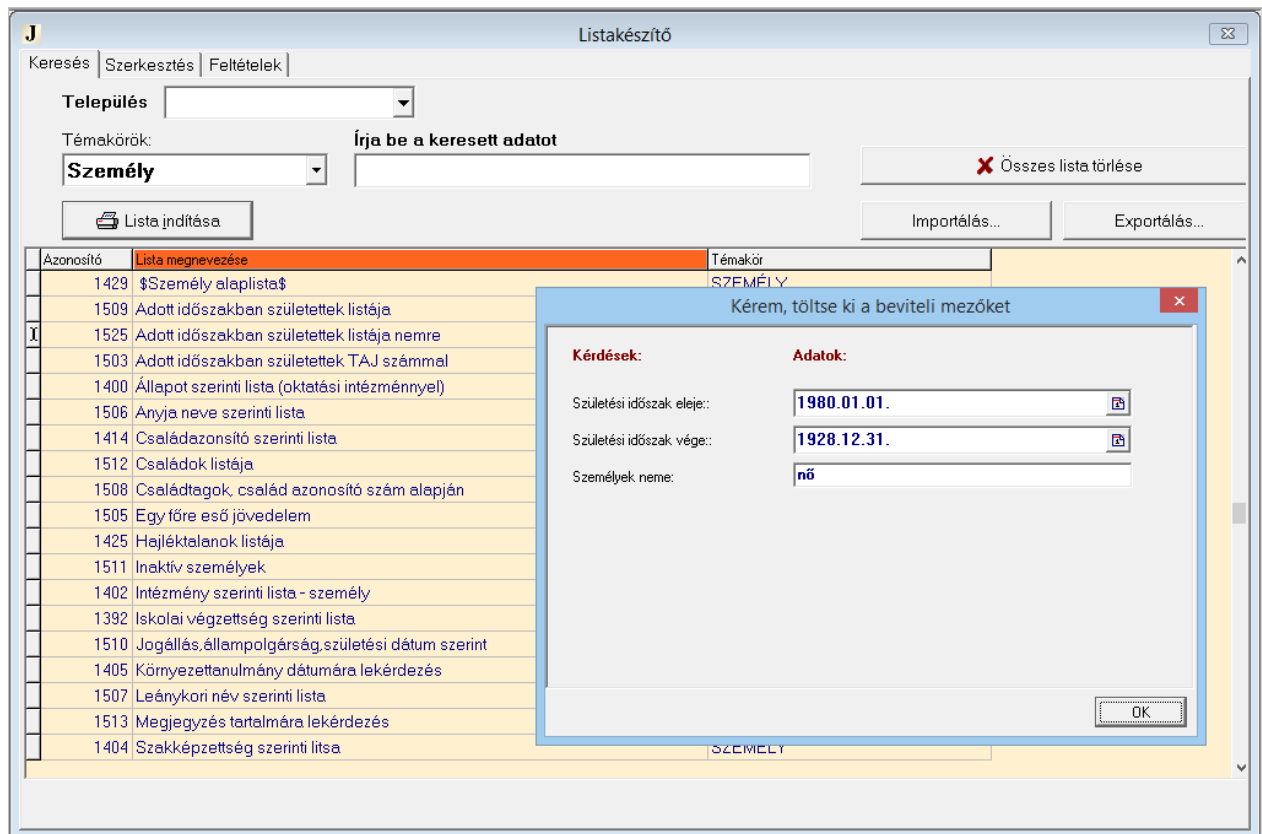 J Listakészítő
Keresés Szerkesztés Feltételek
Település
Témakörök: Írja be a keresett adatot
Személy
Összes lista törlése
Lista indítása Importálás... Exportálás...
Azonosító Lista megnevezése Témakör
1429 $Személy alaplista$ SZEMÉLY
1509 Adott időszakban születettek listája
1525 Adott időszakban születettek listája nemre
1503 Adott időszakban születettek TAJ számmal
1400 Állapot szerinti lista (oktatási intézménnyel)
1506 Anyja neve szerinti lista
1414 Családazonsító szerinti lista
1512 Családok listája
1508 Családtagok, család azonosító szám alapján
1505 Egy főre eső jövedelem
1425 Hajléktalanok listája
1511 Inaktív személyek
1402 Intézmény szerinti lista - személy
1392 Iskolai végzettség szerinti lista
1510 Jogállás,állampolgárság,születési dátum szerint
1405 Környezettanulmány dátumára lekérdezés
1507 Leánykori név szerinti lista
1513 Megjegyzés tartalmára lekérdezés
1404 Szakképzettség szerinti litsa SZEMÉLY
Kérem, töltse ki a beviteli mezőket
Kérdések: Adatok:
Születési időszak eleje:: 1980.01.01.
Születési időszak vége:: 1928.12.31.
Személyek neme: nő
OK